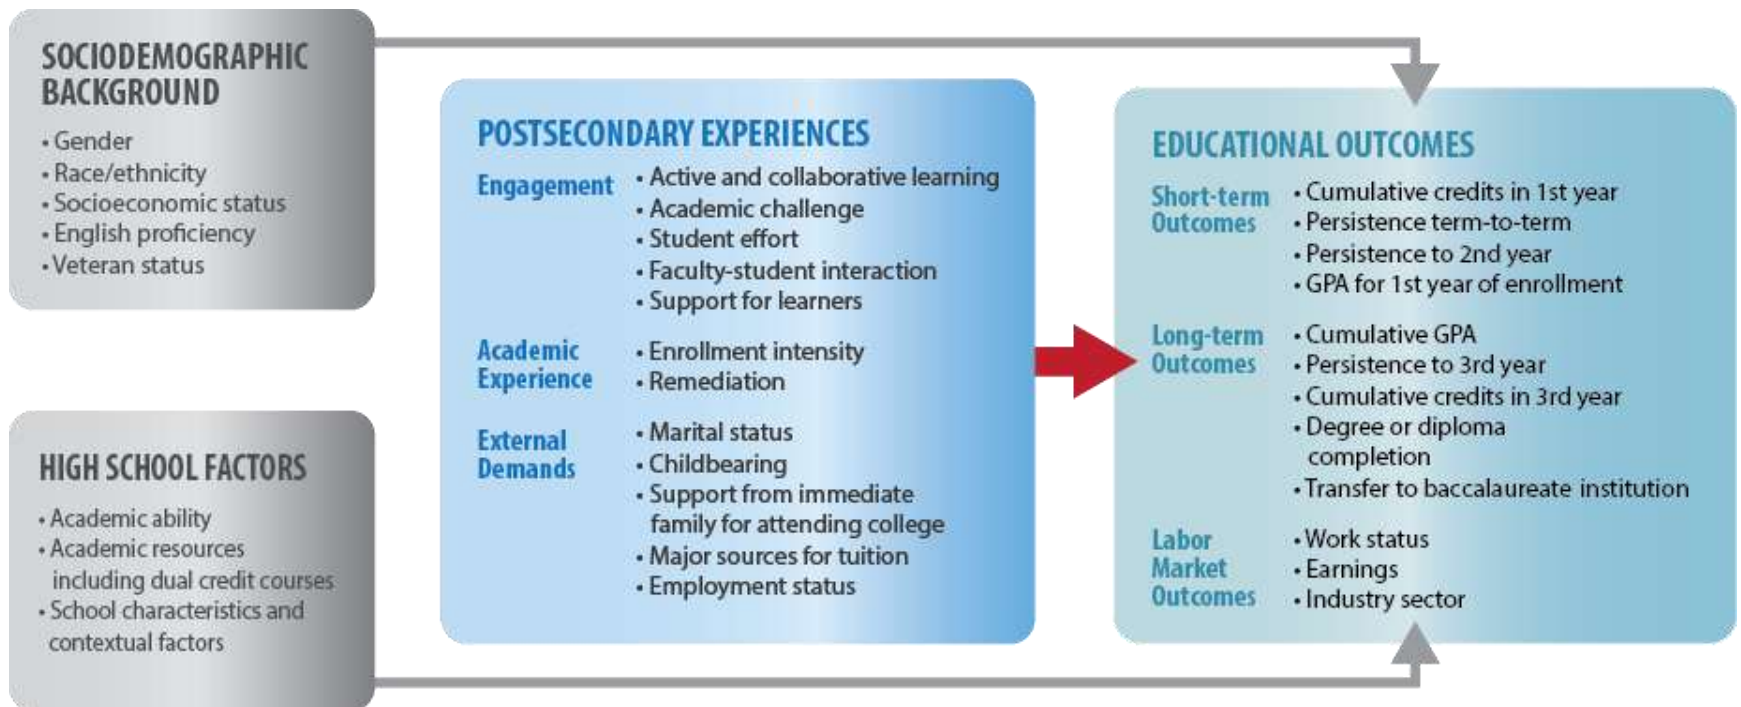 SOCIODEMOGRAPHIC
BACKGROUND
• Gender
• Race/ethnicity
• Socioeconomic status
• English proficiency
• Veteran status
HIGH SCHOOL FACTORS
• Academic ability
• Academic resources
including dual credit courses
• School characteristics and
contextual factors
POSTSECONDARY EXPERIENCES
Engagement
• Active and collaborative learning
• Academic challenge
• Student effort
• Faculty-student interaction
• Support for learners
Academic
Experience
• Enrollment intensity
• Remediation
External
Demands
• Marital status
• Childbearing
• Support from immediate
family for attending college
• Major sources for tuition
• Employment status
EDUCATIONAL OUTCOMES
Short-term
Outcomes
• Cumulative credits in 1st year
• Persistence term-to-term
• Persistence to 2nd year
• GPA for 1st year of enrollment
Long-term
Outcomes
• Cumulative GPA
• Persistence to 3rd year
• Cumulative credits in 3rd year
• Degree or diploma
completion
• Transfer to baccalaureate institution
Labor
Market
Outcomes
• Work status
• Earnings
• Industry sector